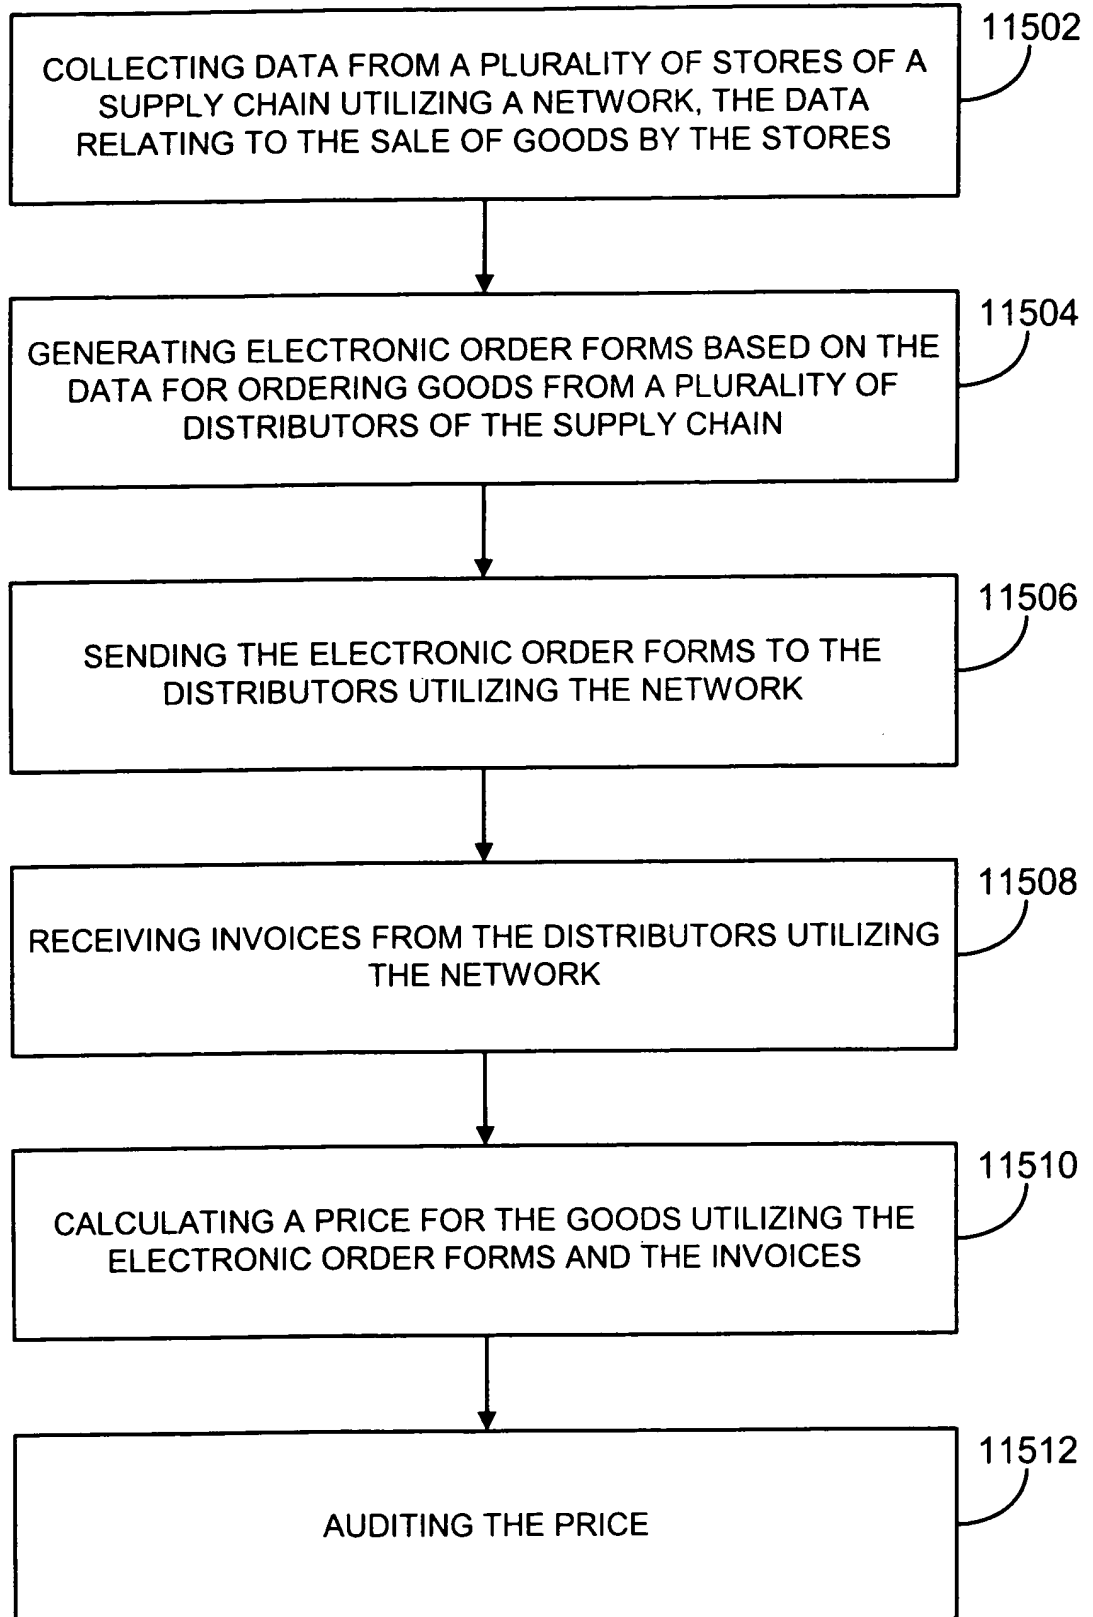 11502
COLLECTING DATA FROM A PLURALITY OF STORES OF A
SUPPLY CHAIN UTILIZING A NETWORK, THE DATA
RELATING TO THE SALE OF GOODS BY THE STORES
11504
GENERATING ELECTRONIC ORDER FORMS BASED ON THE
DATA FOR ORDERING GOODS FROM A PLURALITY OF
DISTRIBUTORS OF THE SUPPLY CHAIN
11506
SENDING THE ELECTRONIC ORDER FORMS TO THE
DISTRIBUTORS UTILIZING THE NETWORK
11508
RECEIVING INVOICES FROM THE DISTRIBUTORS UTILIZING
THE NETWORK
11510
CALCULATING A PRICE FOR THE GOODS UTILIZING THE
ELECTRONIC ORDER FORMS AND THE INVOICES
11512
AUDITING THE PRICE